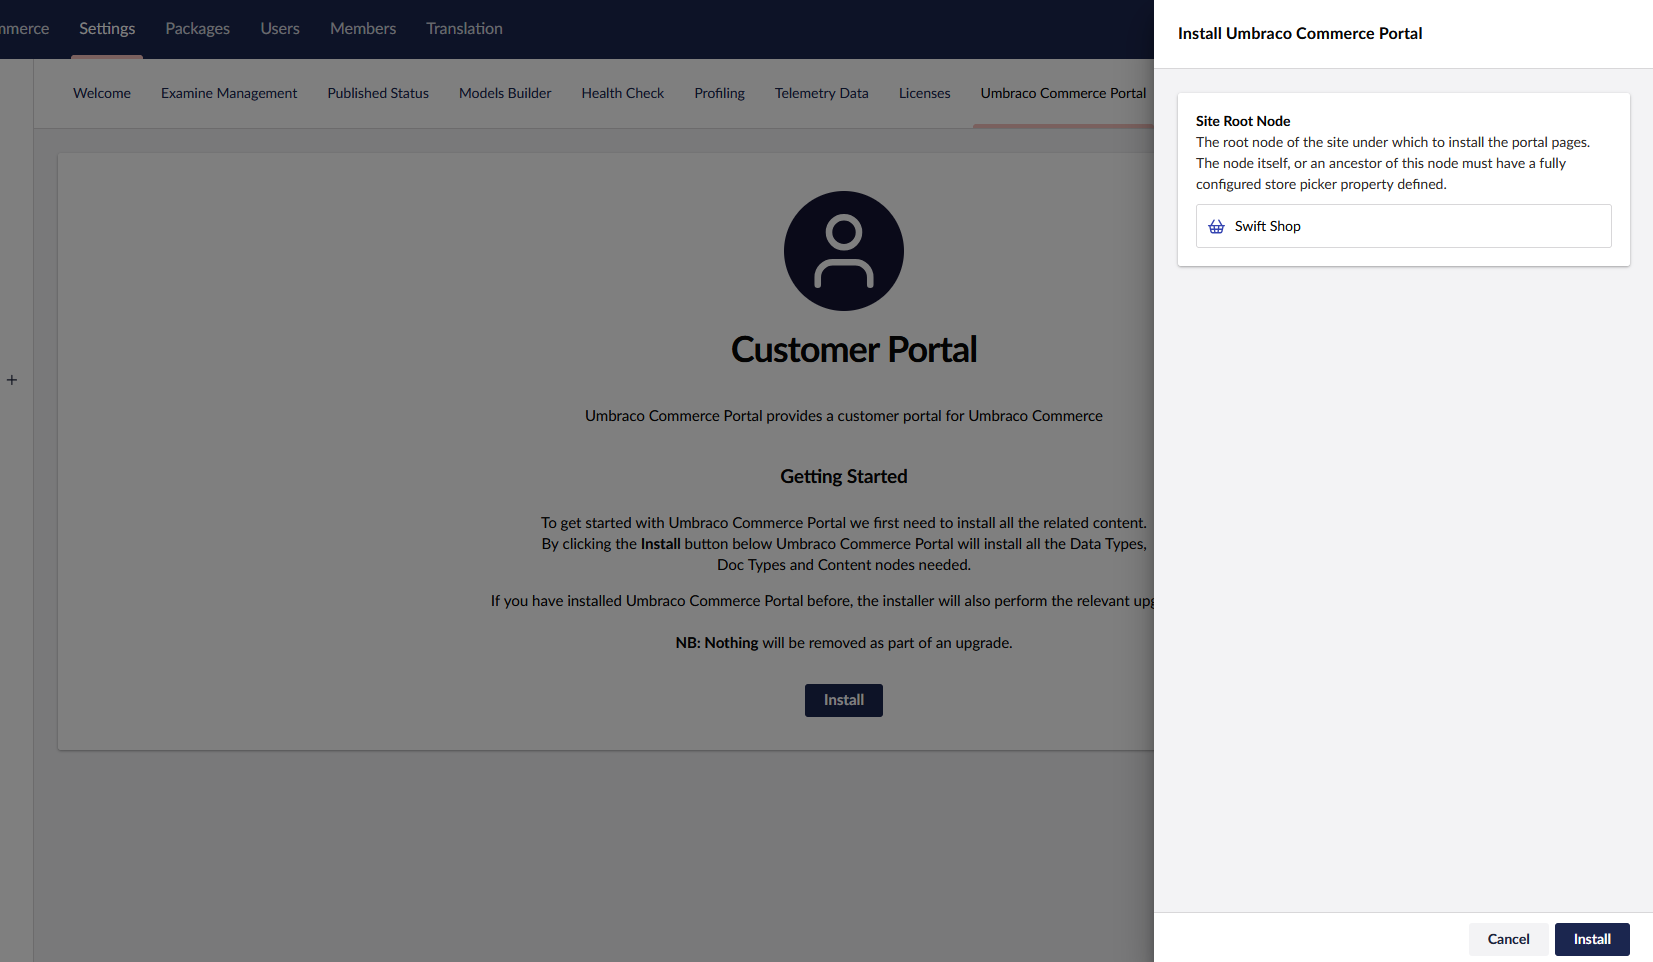 Settings Packages Users Members Translation
Welcome Examine Management Published Status Models Builder Health Check Profiling Telemetry Data Licenses Umbraco Commerce Portal
Customer Portal
Umbraco Commerce Portal provides a customer portal for Umbraco Commerce
Getting Started
To get started with Umbraco Commerce Portal we first need to install all the related content.
By clicking the Install button below Umbraco Commerce Portal will install all the Data Types,
Doc Types and Content nodes needed.
If you have installed Umbraco Commerce Portal before, the installer will also perform the relevant
NB: Nothing will be removed as part of an upgrade.
Install
Install Umbraco Commerce Portal
Site Root Node
The root node of the site under which to install the portal pages.
The node itself, or an ancestor of this node must have a fully
configured store picker property defined.
Swift Shop
Cancel Install